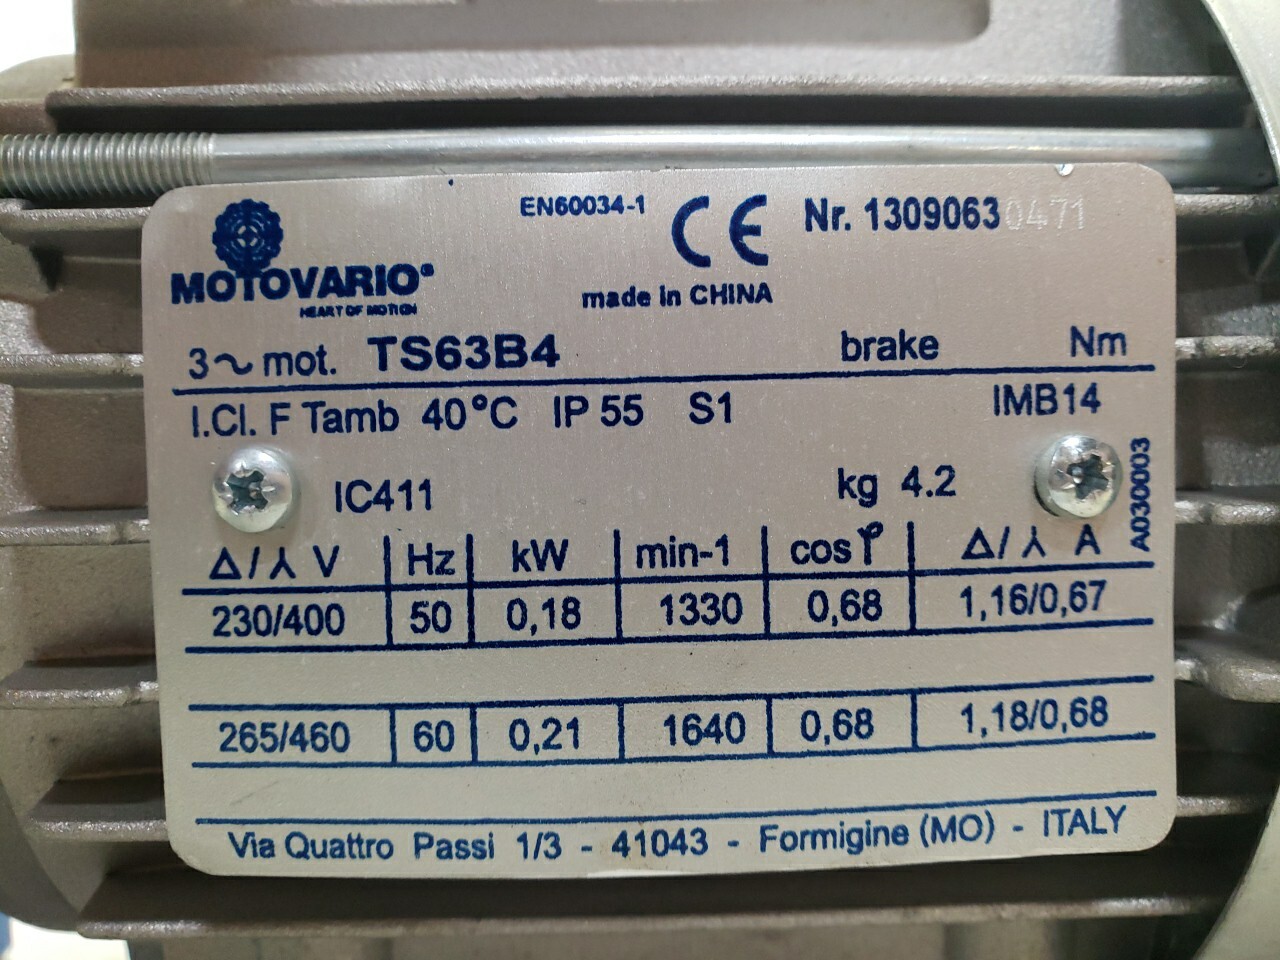 EN60034-1 CE Nr. 1309063 0471
MOTOVARIO®
HEART OF MOTION
made in CHINA
3~ mot. TS63B4 brake Nm
I.Cl. F Tamb 40°C IP 55 S1 IMB14
IC411 kg 4.2
A030003
Δ/⅄ V Hz kW min-1 cosφ Δ/⅄ A
230/400 50 0,18 1330 0,68 1,16/0,67
265/460 60 0,21 1640 0,68 1,18/0,68
Via Quattro Passi 1/3 - 41043 - Formigine (MO) - ITALY